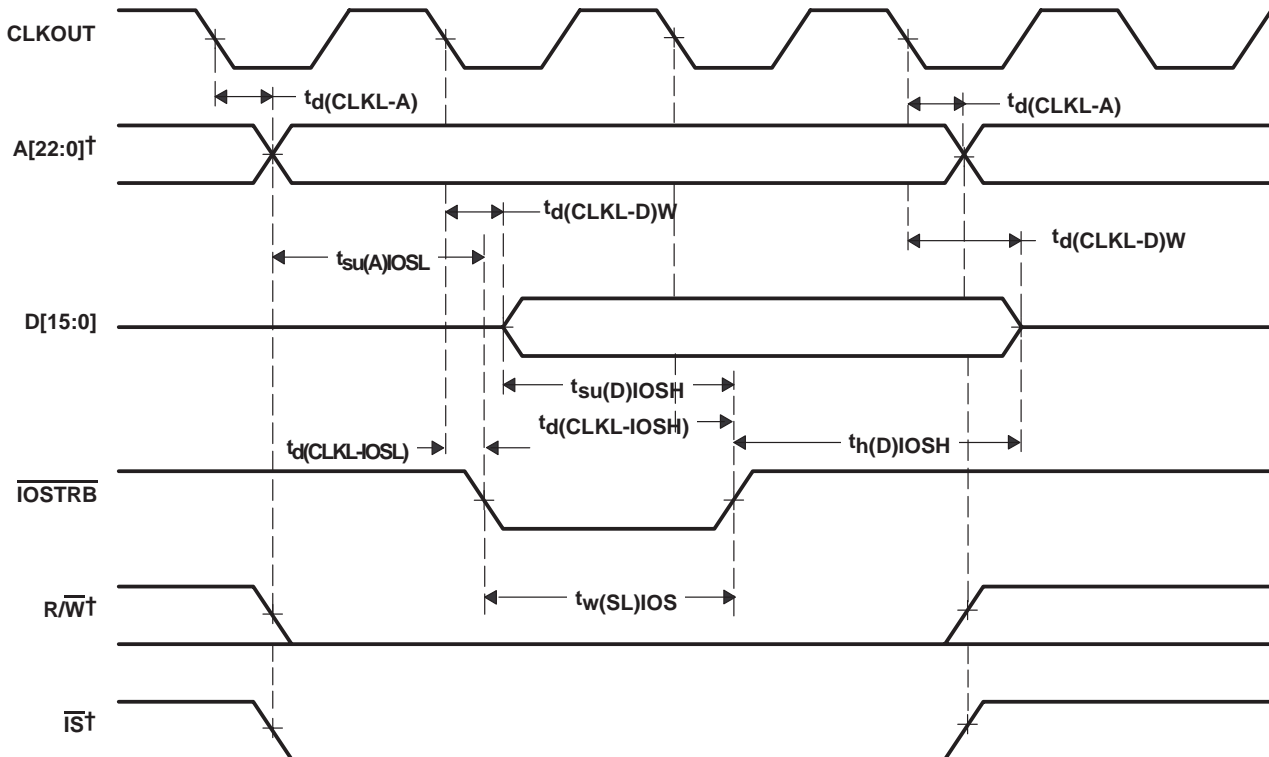 CLKOUT
td(CLKL-A)
td(CLKL-A)
A[22:0]†
td(CLKL-D)W
td(CLKL-D)W
tsu(A)IOSL
D[15:0]
tsu(D)IOSH
td(CLKL-IOSH)
td(CLKL-IOSL)
th(D)IOSH
IOSTRB
R/W†
tw(SL)IOS
IS†